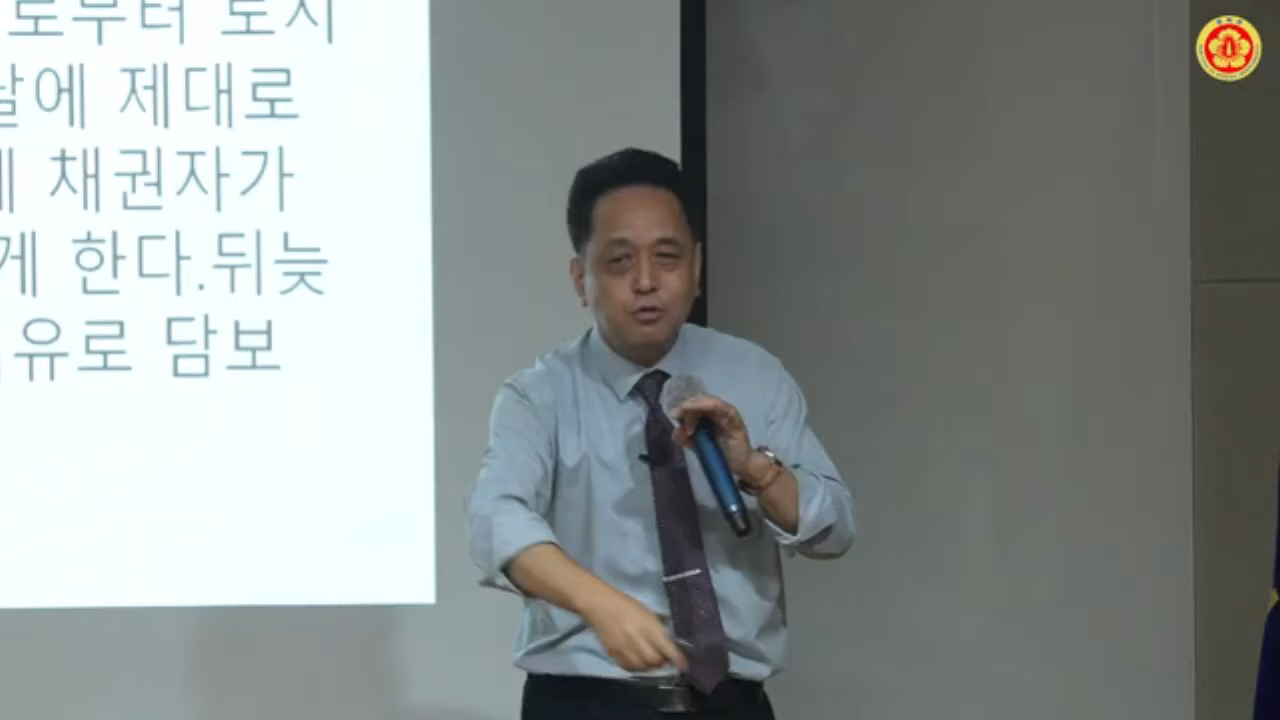 로부터 토지
날에 제대로
채권자가
게 한다.뒤늦
유로 담보